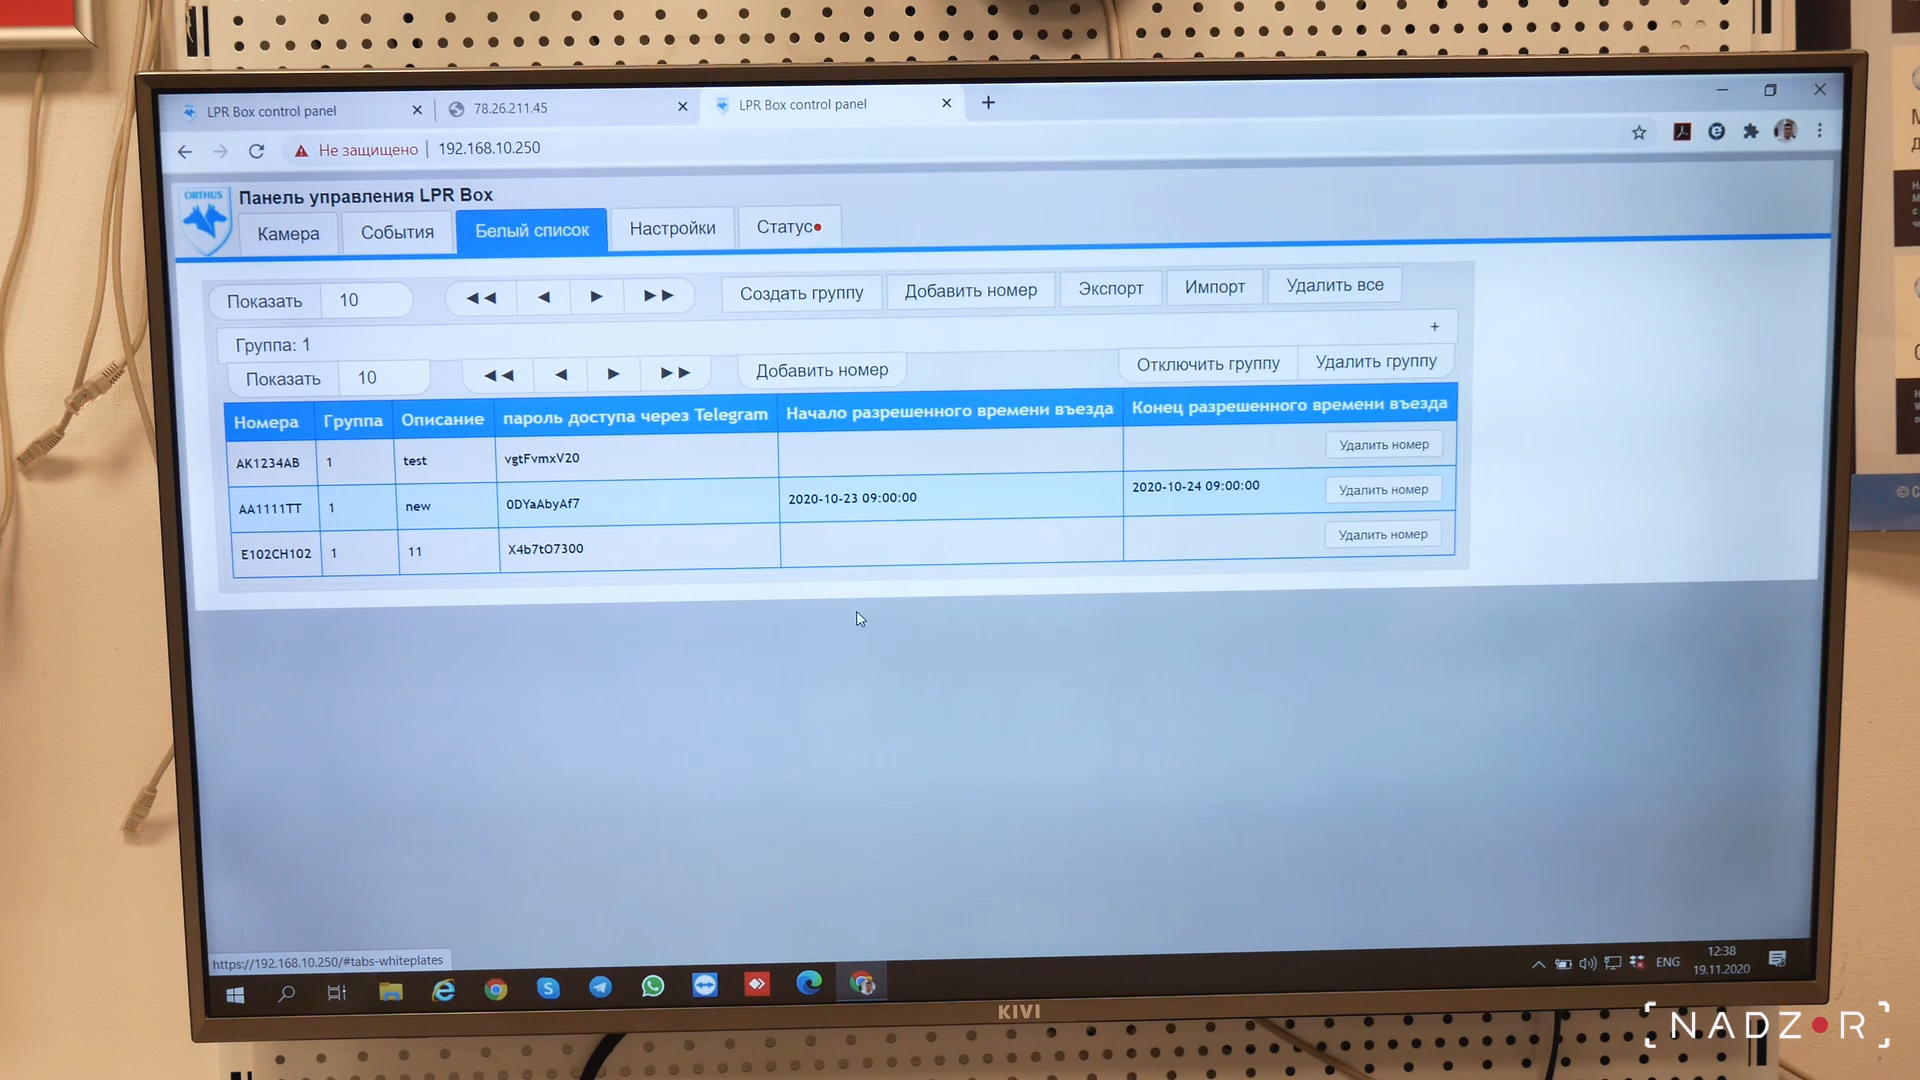 LPR Box control panel
78.26.211.45
LPR Box control panel
Не защищено
192.168.10.250
ORTHUS
Панель управления LPR Box
Камера
События
Белый список
Настройки
Статус
Показать 10
Создать группу
Добавить номер
Экспорт
Импорт
Удалить все
Группа: 1
+
Показать 10
Добавить номер
Отключить группу
Удалить группу
Номера Группа Описание пароль доступа через Telegram Начало разрешенного времени въезда Конец разрешенного времени въезда
AK1234AB 1 test vgtFvmxV20 Удалить номер
AA1111TT 1 new 0DYaAbyAf7 2020-10-23 09:00:00 2020-10-24 09:00:00 Удалить номер
E102CH102 1 11 X4b7tO7300 Удалить номер
https://192.168.10.250/#tabs-whiteplates
ENG
12:38
19.11.2020
KIVI
NADZOR